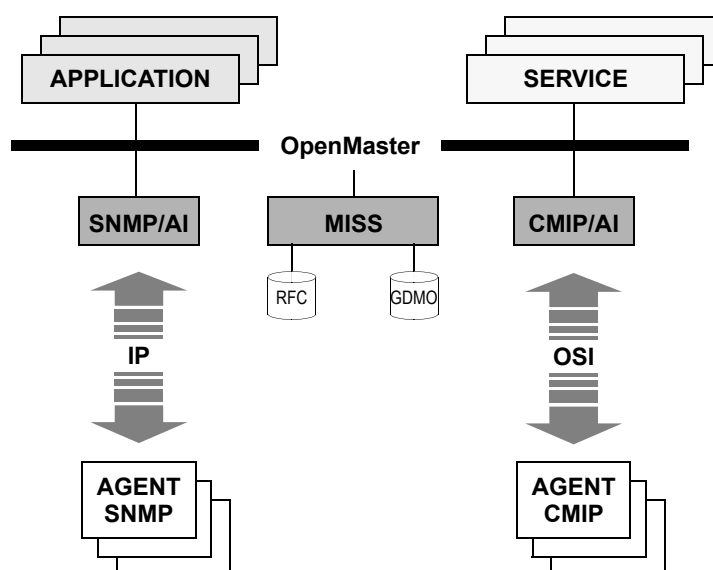 APPLICATION
SERVICE
OpenMaster
SNMP/AI
MISS
CMIP/AI
RFC
GDMO
IP
OSI
AGENT
SNMP
AGENT
CMIP